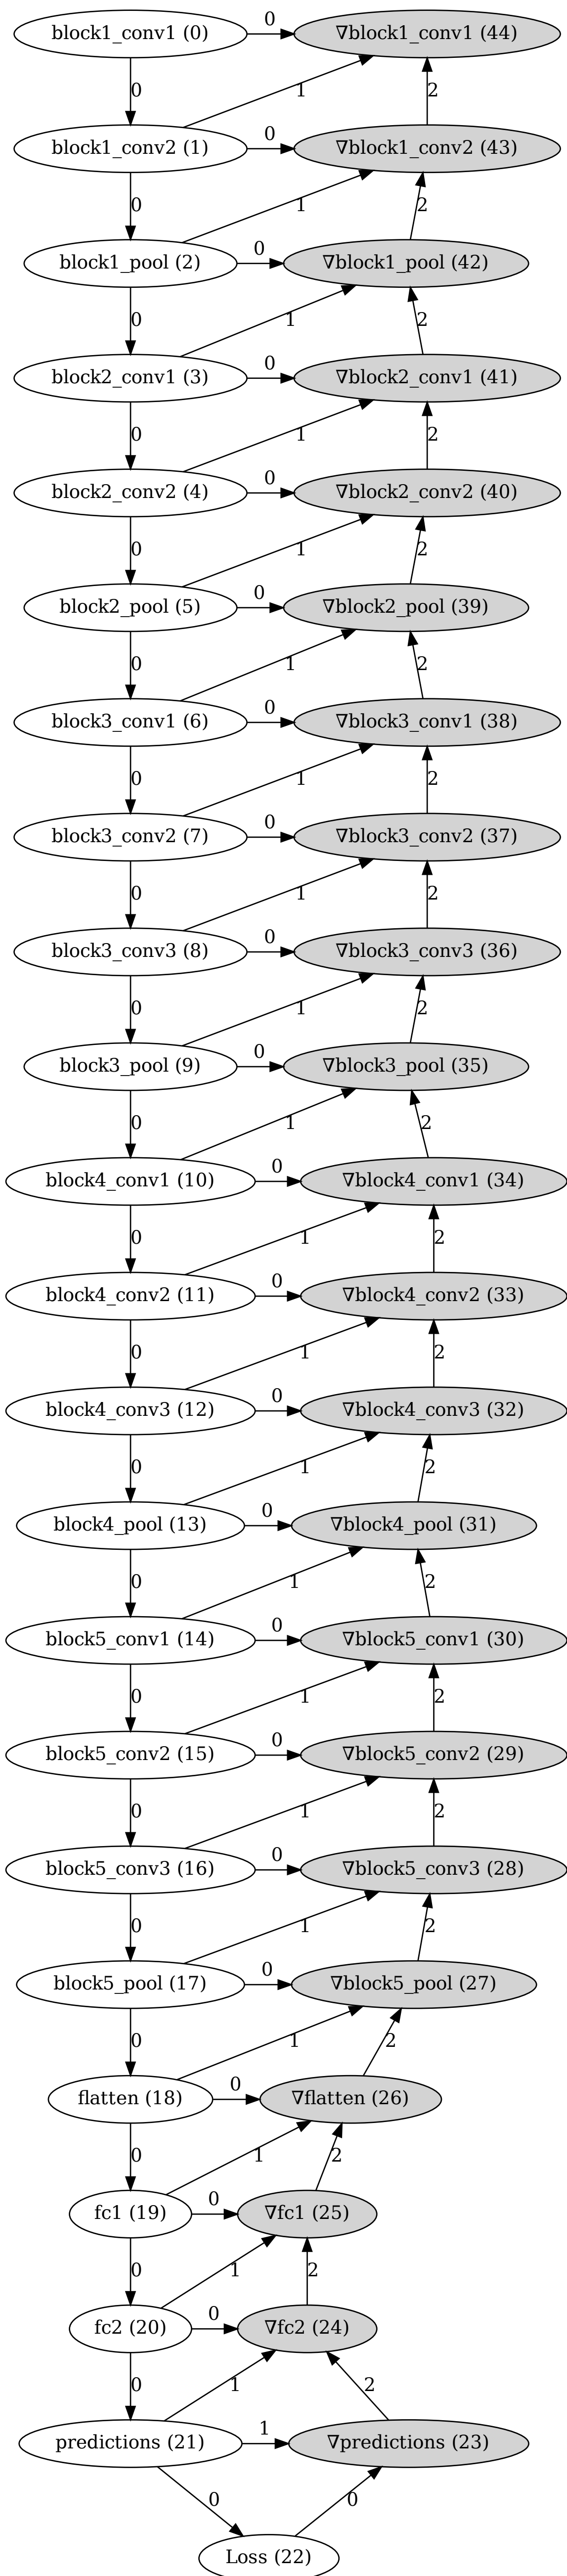 block1_conv1 (0) 0 ∇block1_conv1 (44)
0 1 2
block1_conv2 (1) 0 ∇block1_conv2 (43)
0 1 2
block1_pool (2) 0 ∇block1_pool (42)
0 1 2
block2_conv1 (3) 0 ∇block2_conv1 (41)
0 1 2
block2_conv2 (4) 0 ∇block2_conv2 (40)
0 1 2
block2_pool (5) 0 ∇block2_pool (39)
0 1 2
block3_conv1 (6) 0 ∇block3_conv1 (38)
0 1 2
block3_conv2 (7) 0 ∇block3_conv2 (37)
0 1 2
block3_conv3 (8) 0 ∇block3_conv3 (36)
0 1 2
block3_pool (9) 0 ∇block3_pool (35)
0 1 2
block4_conv1 (10) 0 ∇block4_conv1 (34)
0 1 2
block4_conv2 (11) 0 ∇block4_conv2 (33)
0 1 2
block4_conv3 (12) 0 ∇block4_conv3 (32)
0 1 2
block4_pool (13) 0 ∇block4_pool (31)
0 1 2
block5_conv1 (14) 0 ∇block5_conv1 (30)
0 1 2
block5_conv2 (15) 0 ∇block5_conv2 (29)
0 1 2
block5_conv3 (16) 0 ∇block5_conv3 (28)
0 1 2
block5_pool (17) 0 ∇block5_pool (27)
0 1 2
flatten (18) 0 ∇flatten (26)
0 1 2
fc1 (19) 0 ∇fc1 (25)
0 1 2
fc2 (20) 0 ∇fc2 (24)
0 1 2
predictions (21) 1 ∇predictions (23)
0 0
Loss (22)